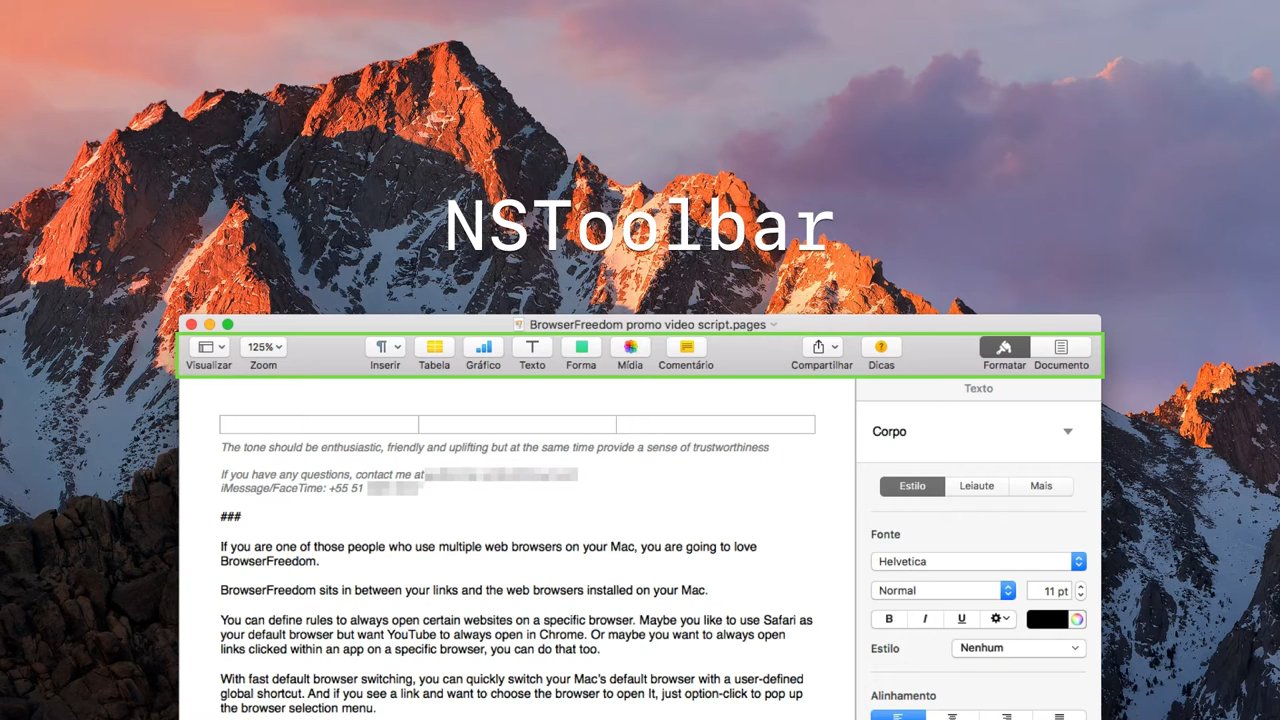 NSToolbar
BrowserFreedom promo video script.pages
125%
Visualizar Zoom Inserir Tabela Gráfico Texto Forma Mídia Comentário Compartilhar Dicas Formatar Documento
Texto
Corpo
The tone should be enthusiastic, friendly and uplifting but at the same time provide a sense of trustworthiness
If you have any questions, contact me at
iMessage/FaceTime: +55 51
###
If you are one of those people who use multiple web browsers on your Mac, you are going to love
BrowserFreedom.
BrowserFreedom sits in between your links and the web browsers installed on your Mac.
You can define rules to always open certain websites on a specific browser. Maybe you like to use Safari as
your default browser but want YouTube to always open in Chrome. Or maybe you want to always open
links clicked within an app on a specific browser, you can do that too.
With fast default browser switching, you can quickly switch your Mac's default browser with a user-defined
global shortcut. And if you see a link and want to choose the browser to open It, just option-click to pop up
the browser selection menu.
Estilo Leiaute Mais
Fonte
Helvetica
Normal 11 pt
B I U
Estilo Nenhum
Alinhamento